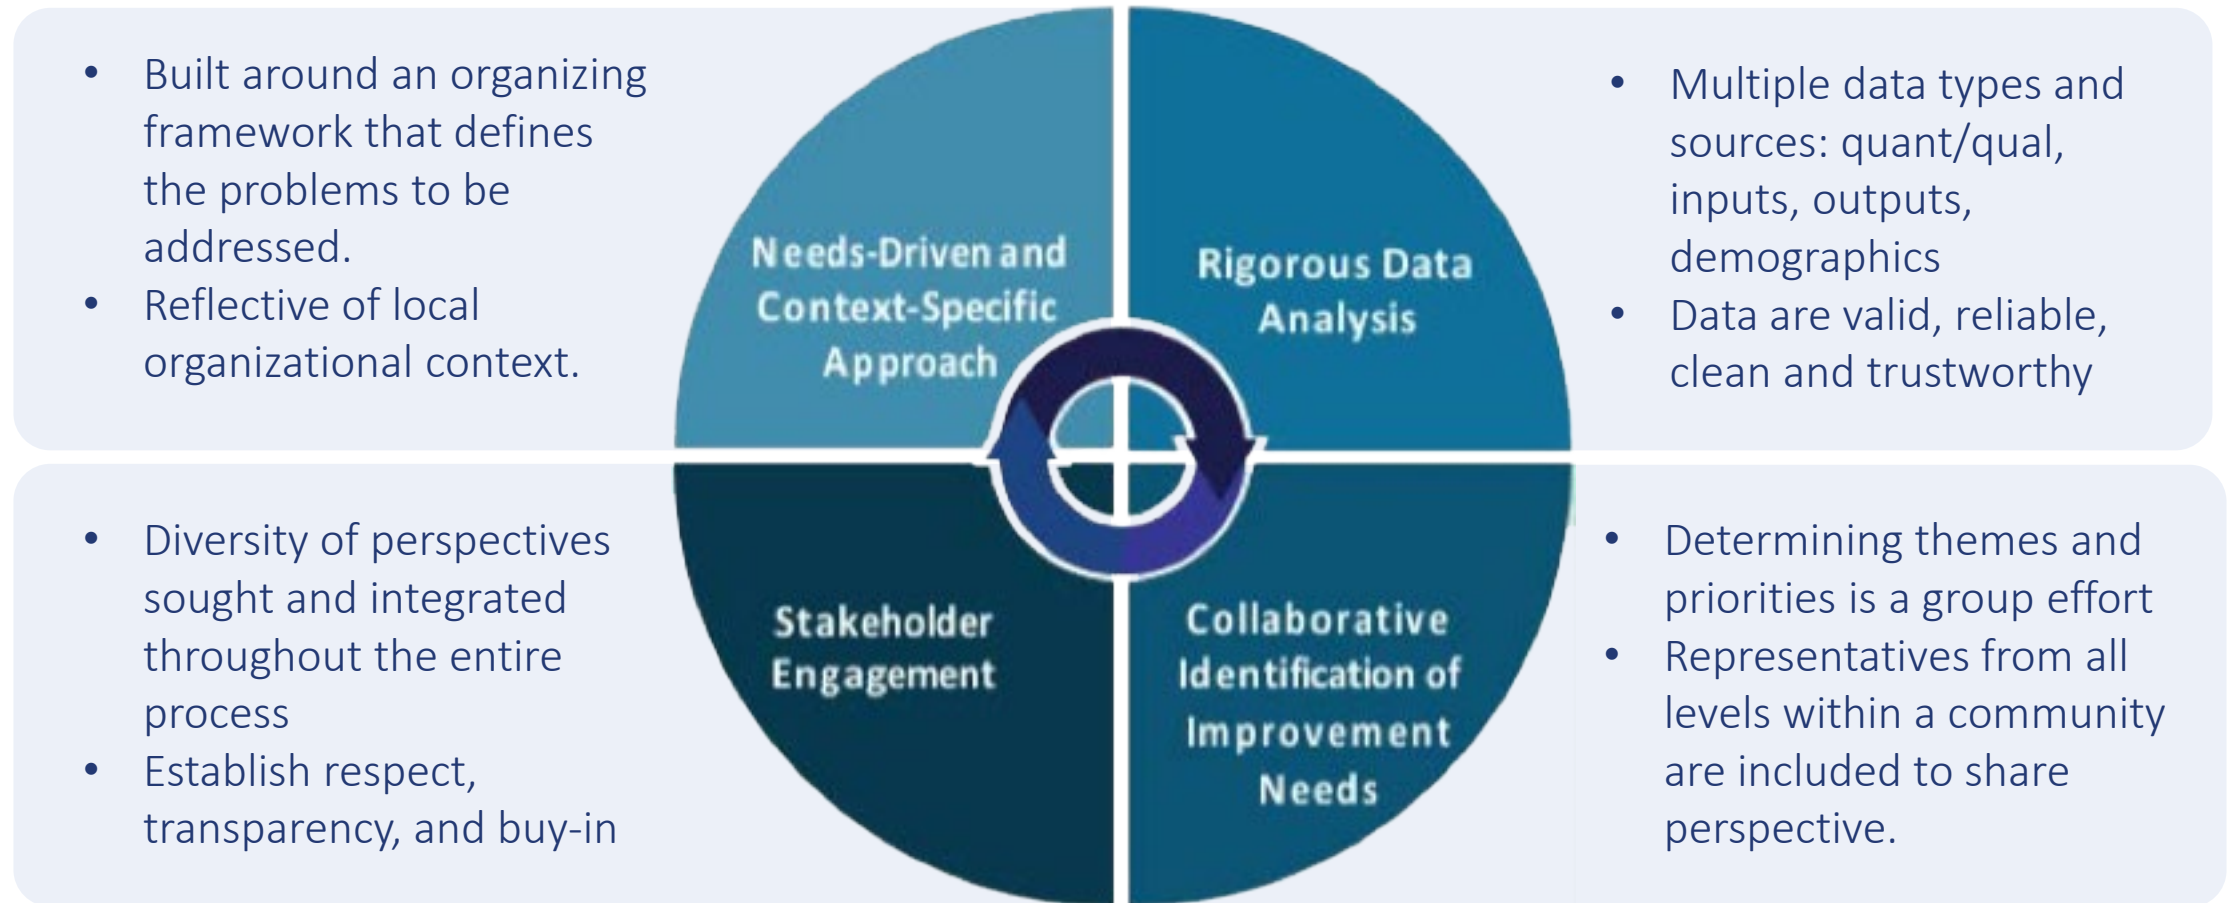 • Built around an organizing
framework that defines
the problems to be
addressed.
• Reflective of local
organizational context.
Needs-Driven and
Context-Specific
Approach
Rigorous Data
Analysis
• Multiple data types and
sources: quant/qual,
inputs, outputs,
demographics
• Data are valid, reliable,
clean and trustworthy
• Diversity of perspectives
sought and integrated
throughout the entire
process
• Establish respect,
transparency, and buy-in
Stakeholder
Engagement
Collaborative
Identification of
Improvement
Needs
• Determining themes and
priorities is a group effort
• Representatives from all
levels within a community
are included to share
perspective.